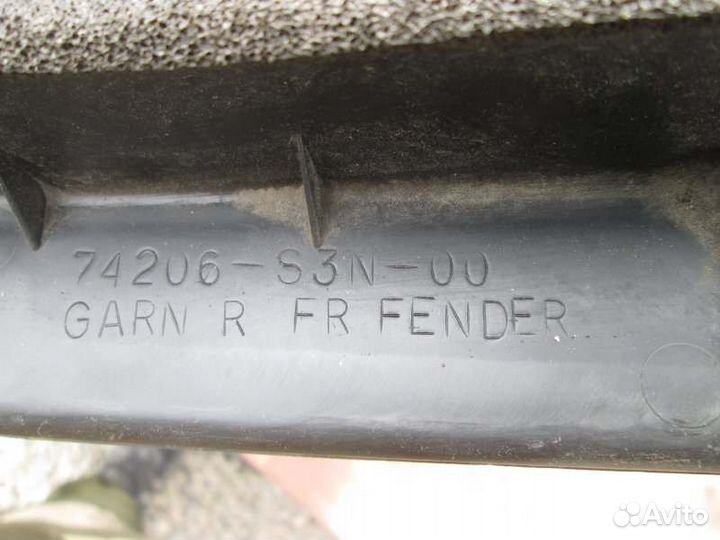 74206-S3N-00
GARN R FR FENDER
Avito